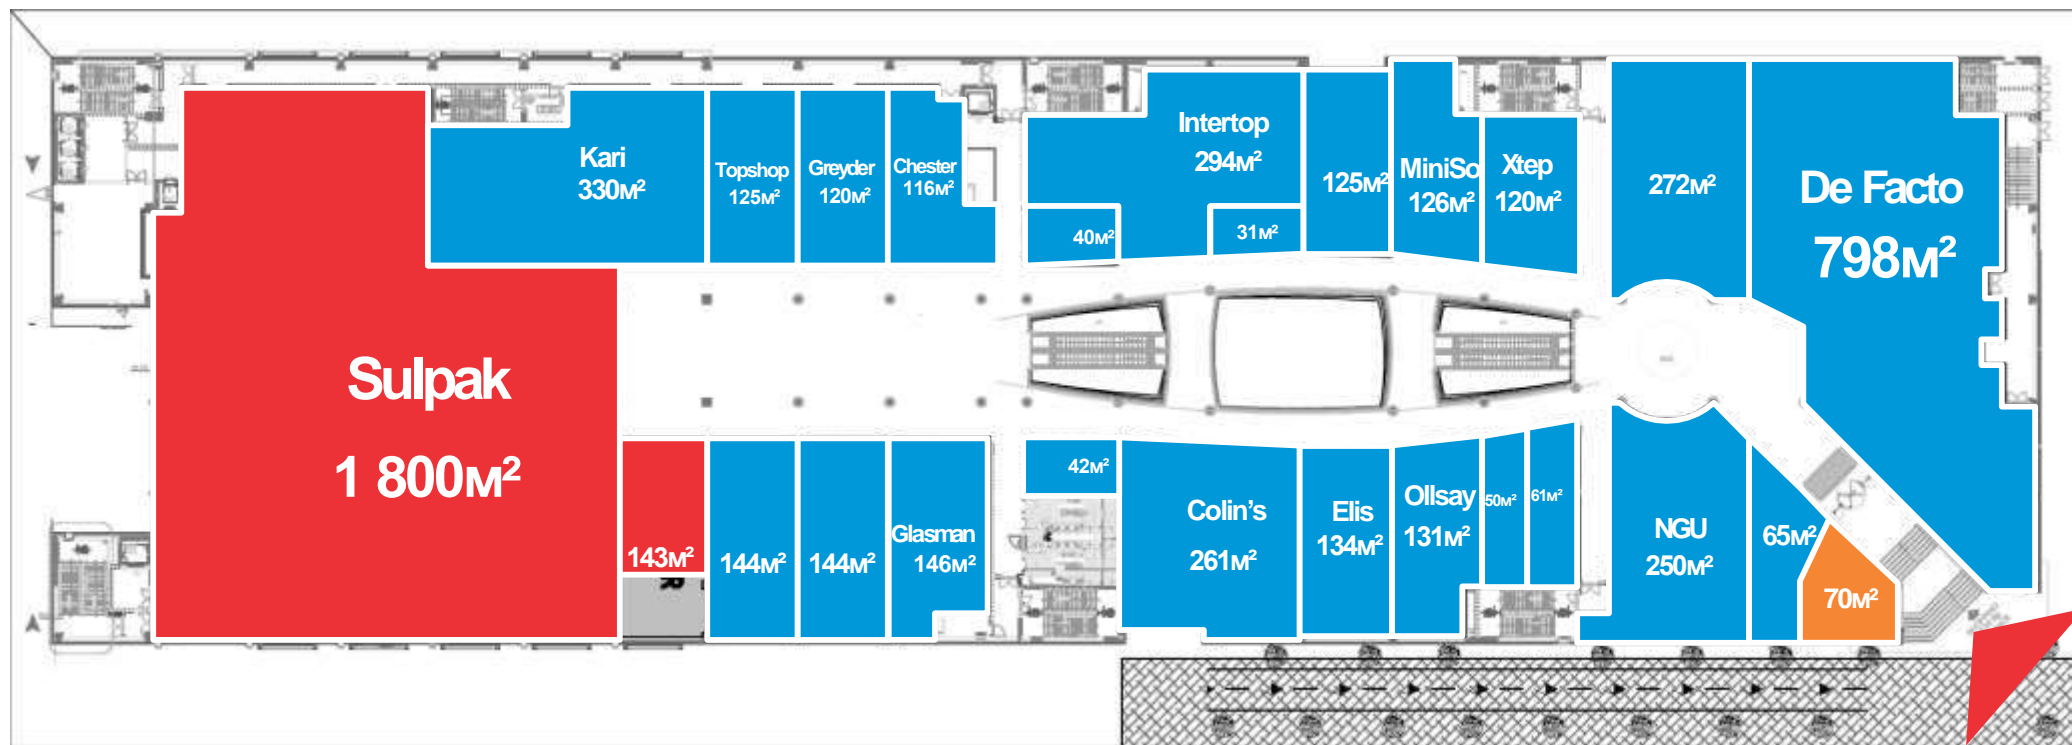 Sulpak
1 800м²
Kari
330м²
Topshop
125м²
Greyder
120м²
Chester
116м²
Intertop
294м²
40м²
31м²
125м²
MiniSo
126м²
Xtep
120м²
272м²
De Facto
798м²
143м²
R
144м²
144м²
Glasman
146м²
42м²
Colin's
261м²
Elis
134м²
Ollsay
131м²
50м²
61м²
NGU
250м²
65м²
70м²